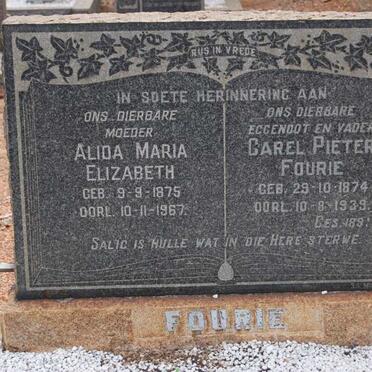 RUS IN VREDE
IN SOETE HERINNERING AAN
ONS DIERBARE
MOEDER
ALIDA MARIA
ELIZABETH
GEB. 9-9-1875
OORL. 10-11-1967.
ONS DIERBARE
EGGENOOT EN VADER
CAREL PIETER
FOURIE
GEB. 29-10-1874
OORL. 10-8-1939.
GES. 189
SALIG IS HULLE WAT IN DIE HERE STERWE.
FOURIE